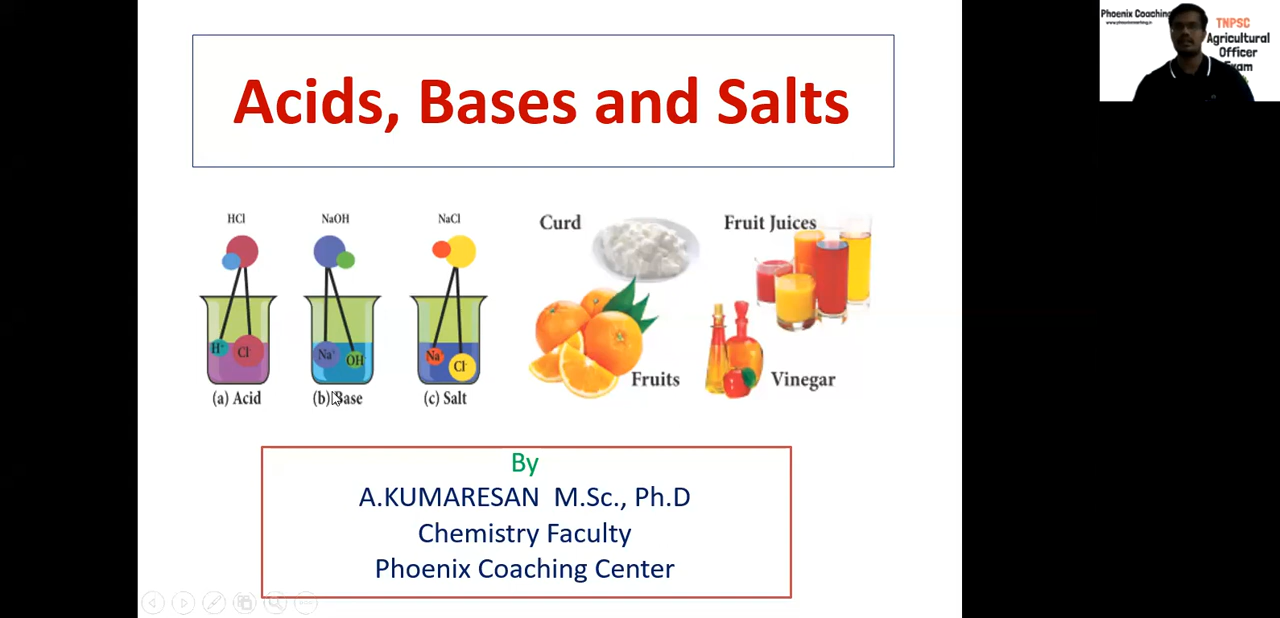 Acids, Bases and Salts
HCl
NaOH
NaCl
H⁺
Cl⁻
Na⁺
OH⁻
Na⁺
Cl⁻
(a) Acid
(b) Base
(c) Salt
Curd
Fruit Juices
Fruits
Vinegar
By
A.KUMARESAN M.Sc., Ph.D
Chemistry Faculty
Phoenix Coaching Center
Phoenix Coaching
TNPSC
Agricultural
Officer
Exam